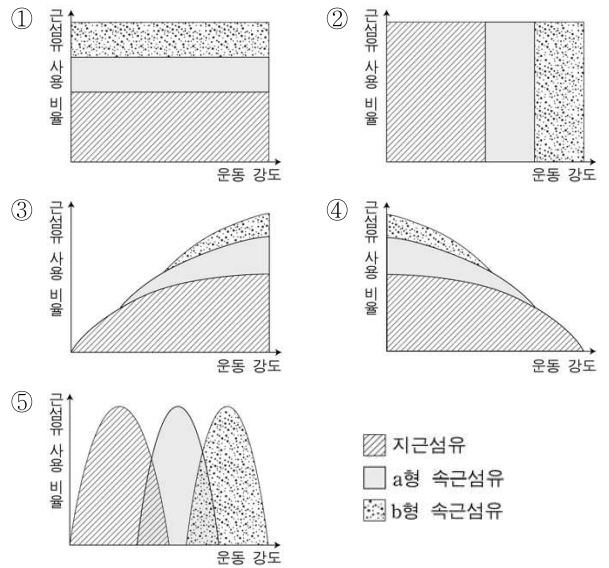 ①
근섬유 사용 비율
운동 강도
②
근섬유 사용 비율
운동 강도
③
근섬유 사용 비율
운동 강도
④
근섬유 사용 비율
운동 강도
⑤
근섬유 사용 비율
운동 강도
지근섬유
a형 속근섬유
b형 속근섬유